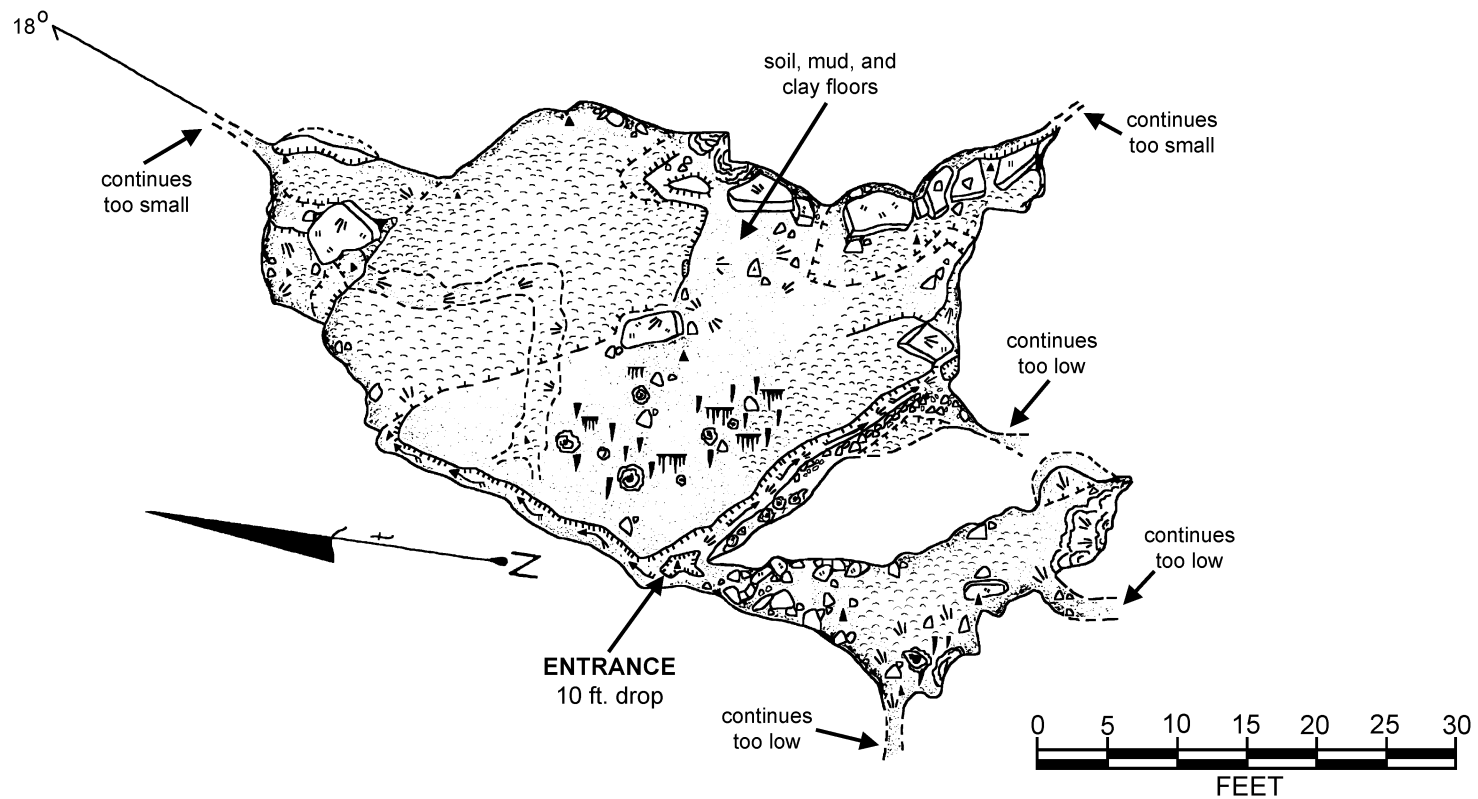 18°
soil, mud, and
clay floors
continues
too small
continues
too small
continues
too low
N
t
continues
too low
ENTRANCE
10 ft. drop
continues
too low
0 5 10 15 20 25 30
FEET